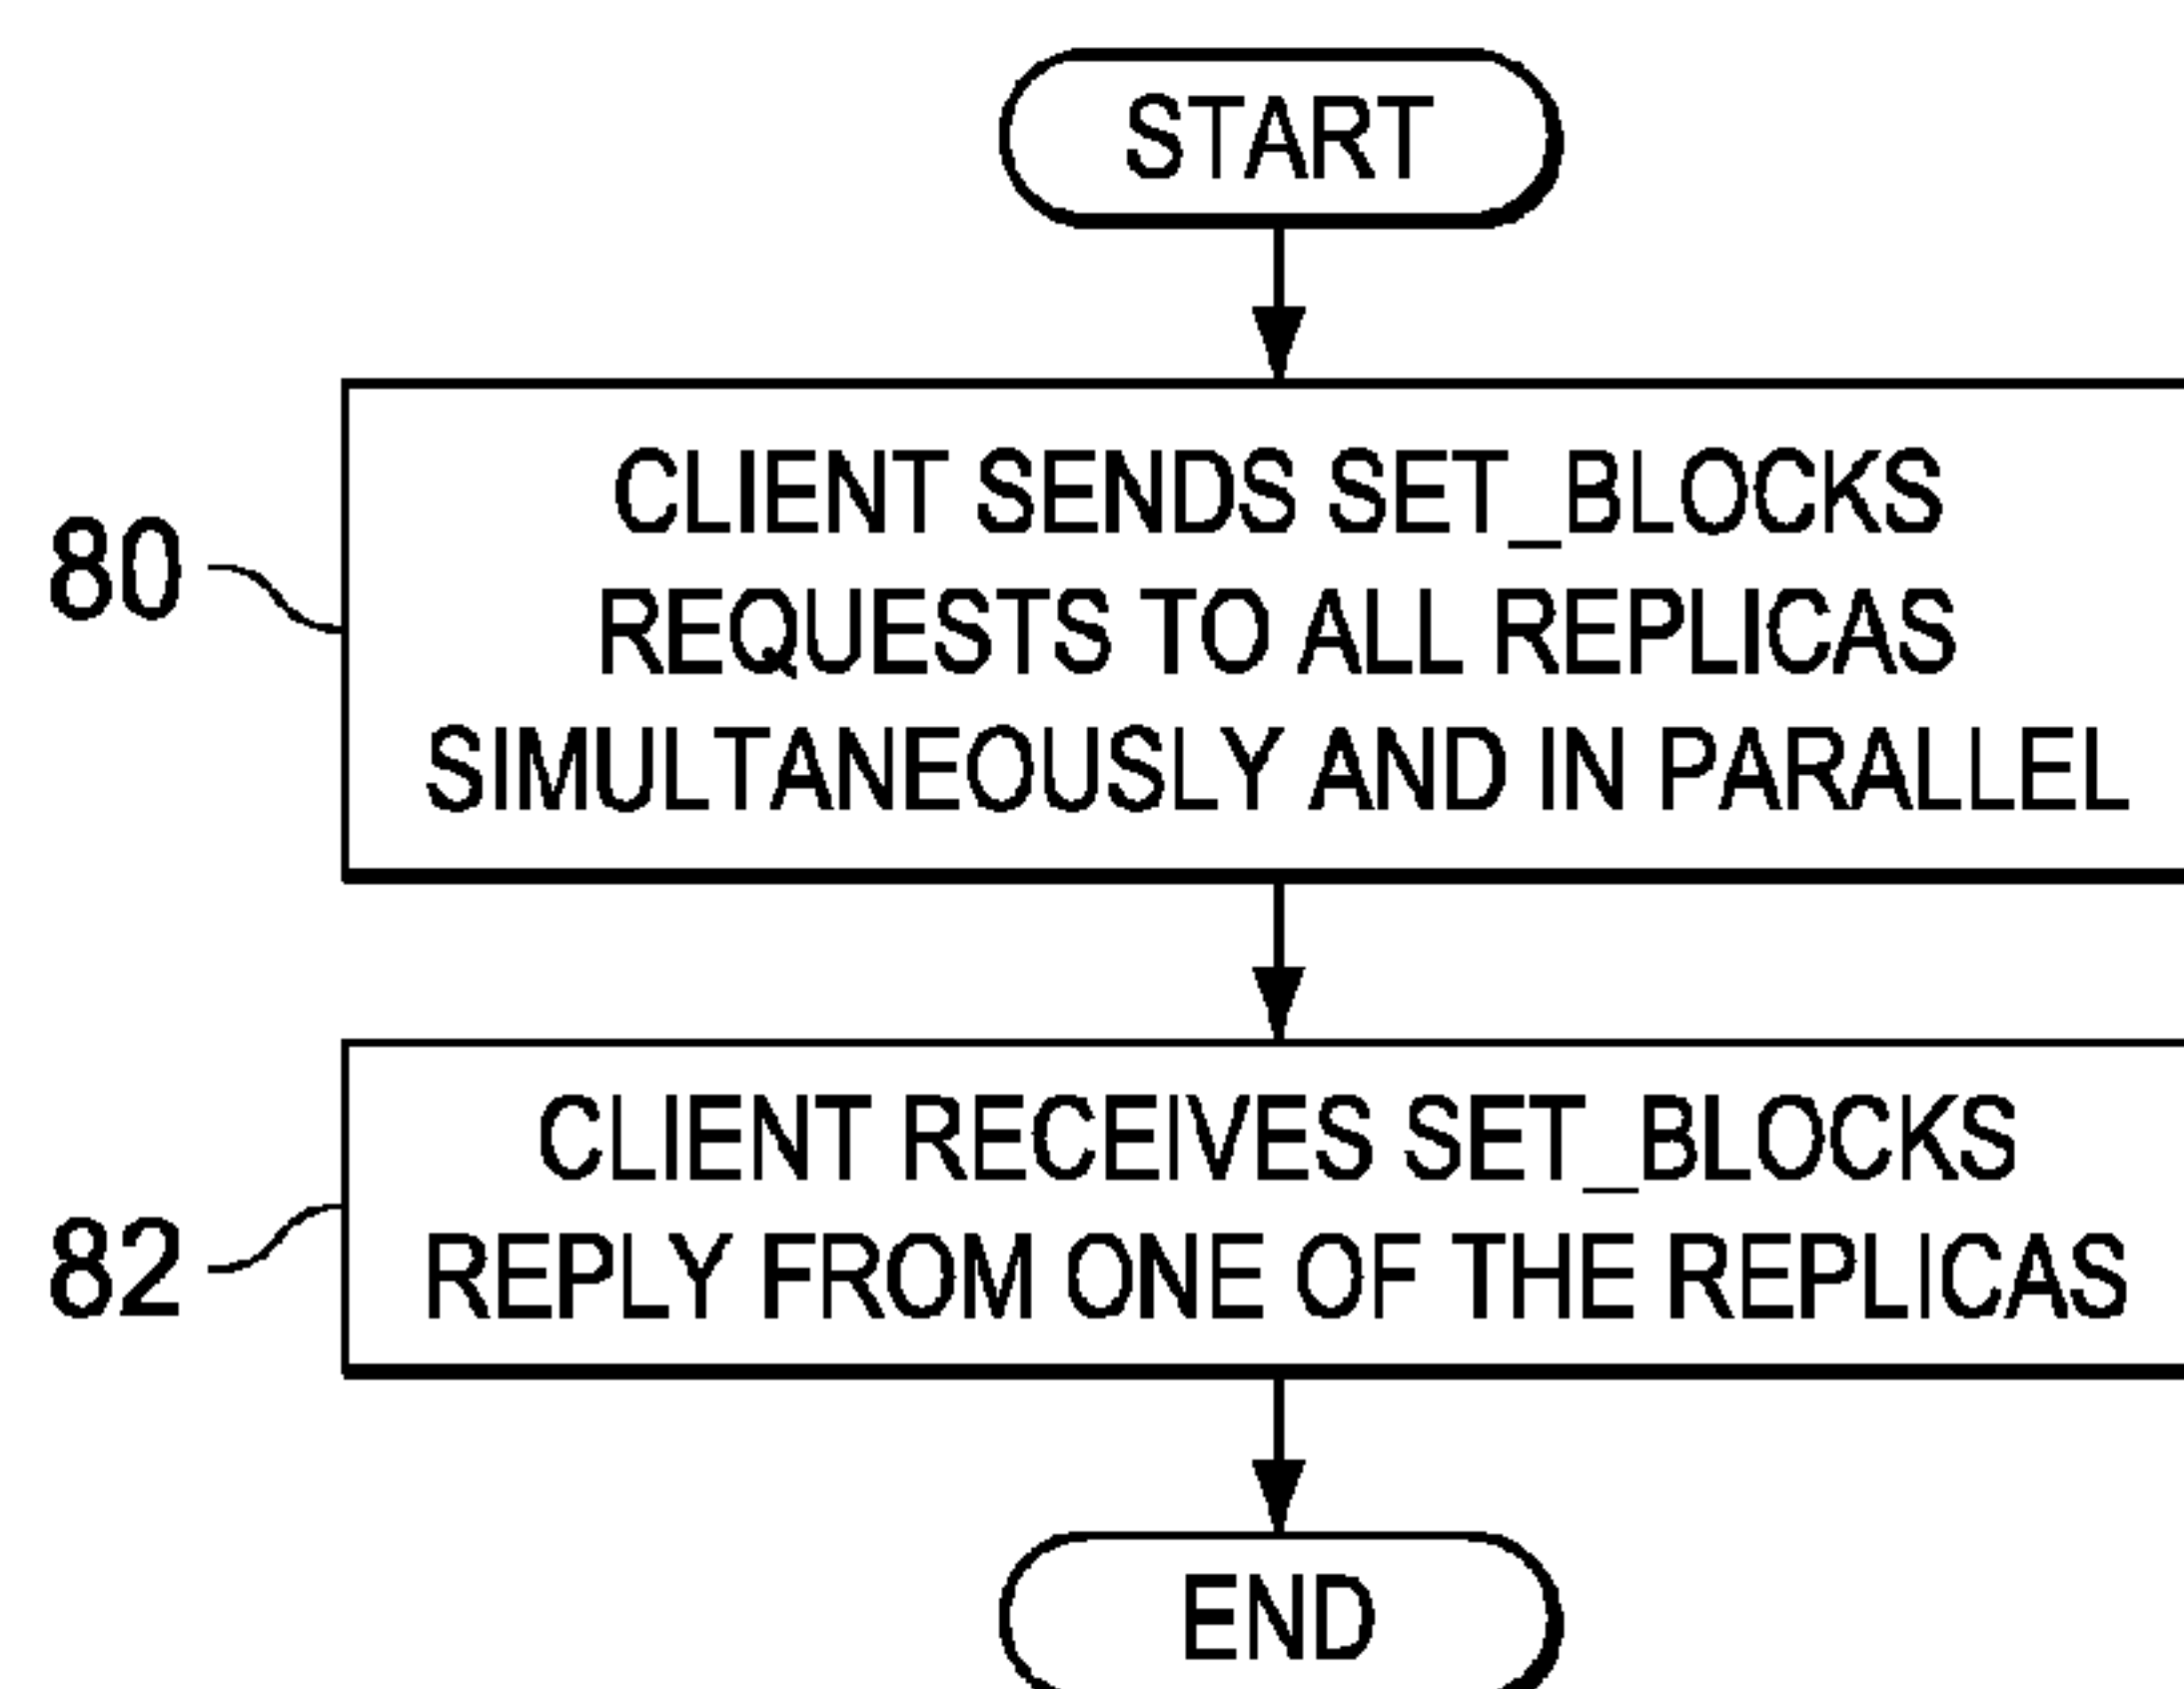 START
80
CLIENT SENDS SET_BLOCKS
REQUESTS TO ALL REPLICAS
SIMULTANEOUSLY AND IN PARALLEL
82
CLIENT RECEIVES SET_BLOCKS
REPLY FROM ONE OF THE REPLICAS
END